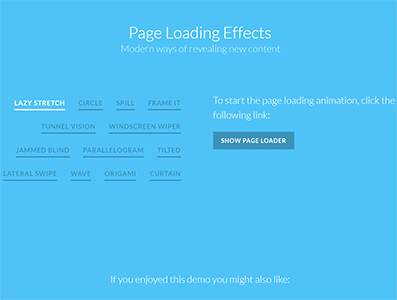 Page Loading Effects
Modern ways of revealing new content
LAZY STRETCH CIRCLE SPILL FRAME IT
TUNNEL VISION WINDSCREEN WIPER
JAMMED BLIND PARALLELOGRAM TILTED
LATERAL SWIPE WAVE ORIGAMI CURTAIN
To start the page loading animation, click the
following link:
SHOW PAGE LOADER
If you enjoyed this demo you might also like: